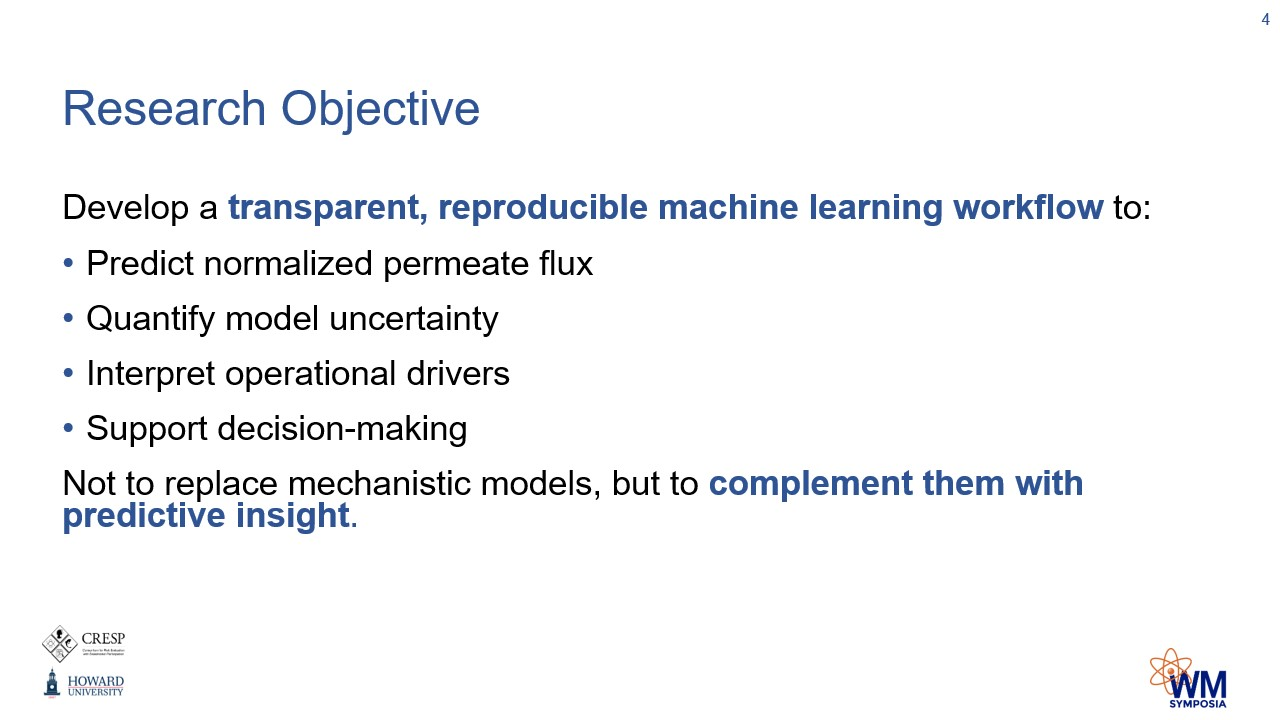 4
Research Objective
Develop a transparent, reproducible machine learning workflow to:
• Predict normalized permeate flux
• Quantify model uncertainty
• Interpret operational drivers
• Support decision-making
Not to replace mechanistic models, but to complement them with
predictive insight.
CRESP
HOWARD
UNIVERSITY
WM
SYMPOSIA